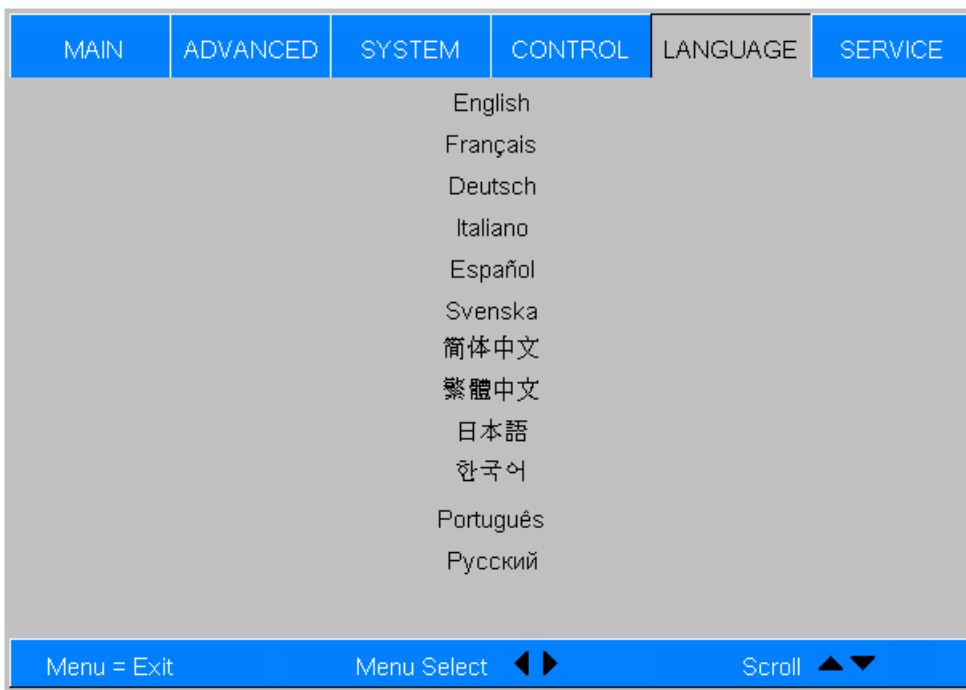 MAIN ADVANCED SYSTEM CONTROL LANGUAGE SERVICE
English
Français
Deutsch
Italiano
Español
Svenska
简体中文
繁體中文
日本語
한국어
Português
Русский
Menu = Exit Menu Select Scroll